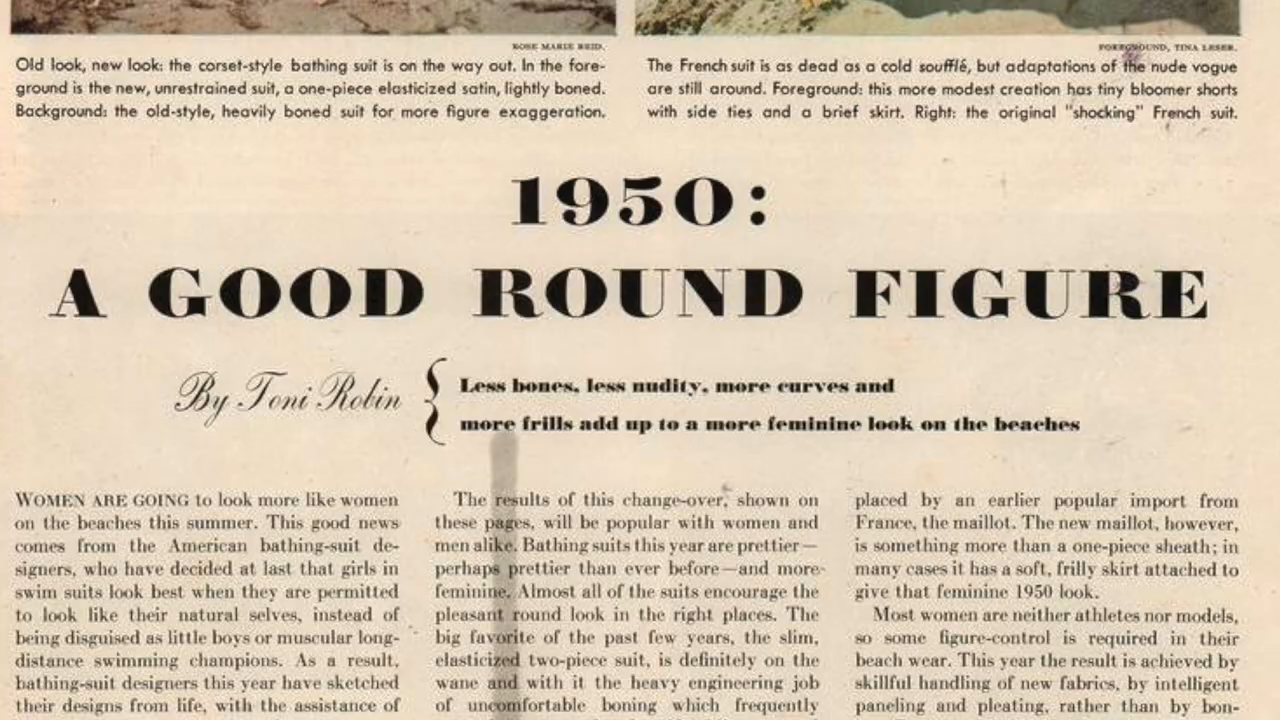 ROSE MARIE REID.
Old look, new look: the corset-style bathing suit is on the way out. In the fore-
ground is the new, unrestrained suit, a one-piece elasticized satin, lightly boned.
Background: the old-style, heavily boned suit for more figure exaggeration.
FOREGROUND, TINA LESER.
The French suit is as dead as a cold soufflé, but adaptations of the nude vogue
are still around. Foreground: this more modest creation has tiny bloomer shorts
with side ties and a brief skirt. Right: the original "shocking" French suit.
1950:
A GOOD ROUND FIGURE
By Toni Robin
Less bones, less nudity, more curves and
more frills add up to a more feminine look on the beaches
WOMEN ARE GOING to look more like women
on the beaches this summer. This good news
comes from the American bathing-suit de-
signers, who have decided at last that girls in
swim suits look best when they are permitted
to look like their natural selves, instead of
being disguised as little boys or muscular long-
distance swimming champions. As a result,
bathing-suit designers this year have sketched
their designs from life, with the assistance of
The results of this change-over, shown on
these pages, will be popular with women and
men alike. Bathing suits this year are prettier—
perhaps prettier than ever before—and more
feminine. Almost all of the suits encourage the
pleasant round look in the right places. The
big favorite of the past few years, the slim,
elasticized two-piece suit, is definitely on the
wane and with it the heavy engineering job
of uncomfortable boning which frequently
placed by an earlier popular import from
France, the maillot. The new maillot, however,
is something more than a one-piece sheath; in
many cases it has a soft, frilly skirt attached to
give that feminine 1950 look.
Most women are neither athletes nor models,
so some figure-control is required in their
beach wear. This year the result is achieved by
skillful handling of new fabrics, by intelligent
paneling and pleating, rather than by bon-